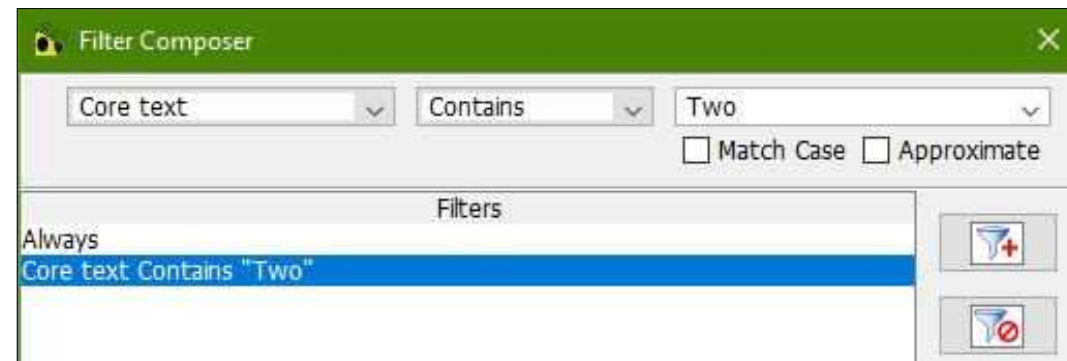 Filter Composer
Core text Contains Two
Match Case Approximate
Filters
Always
Core text Contains "Two"